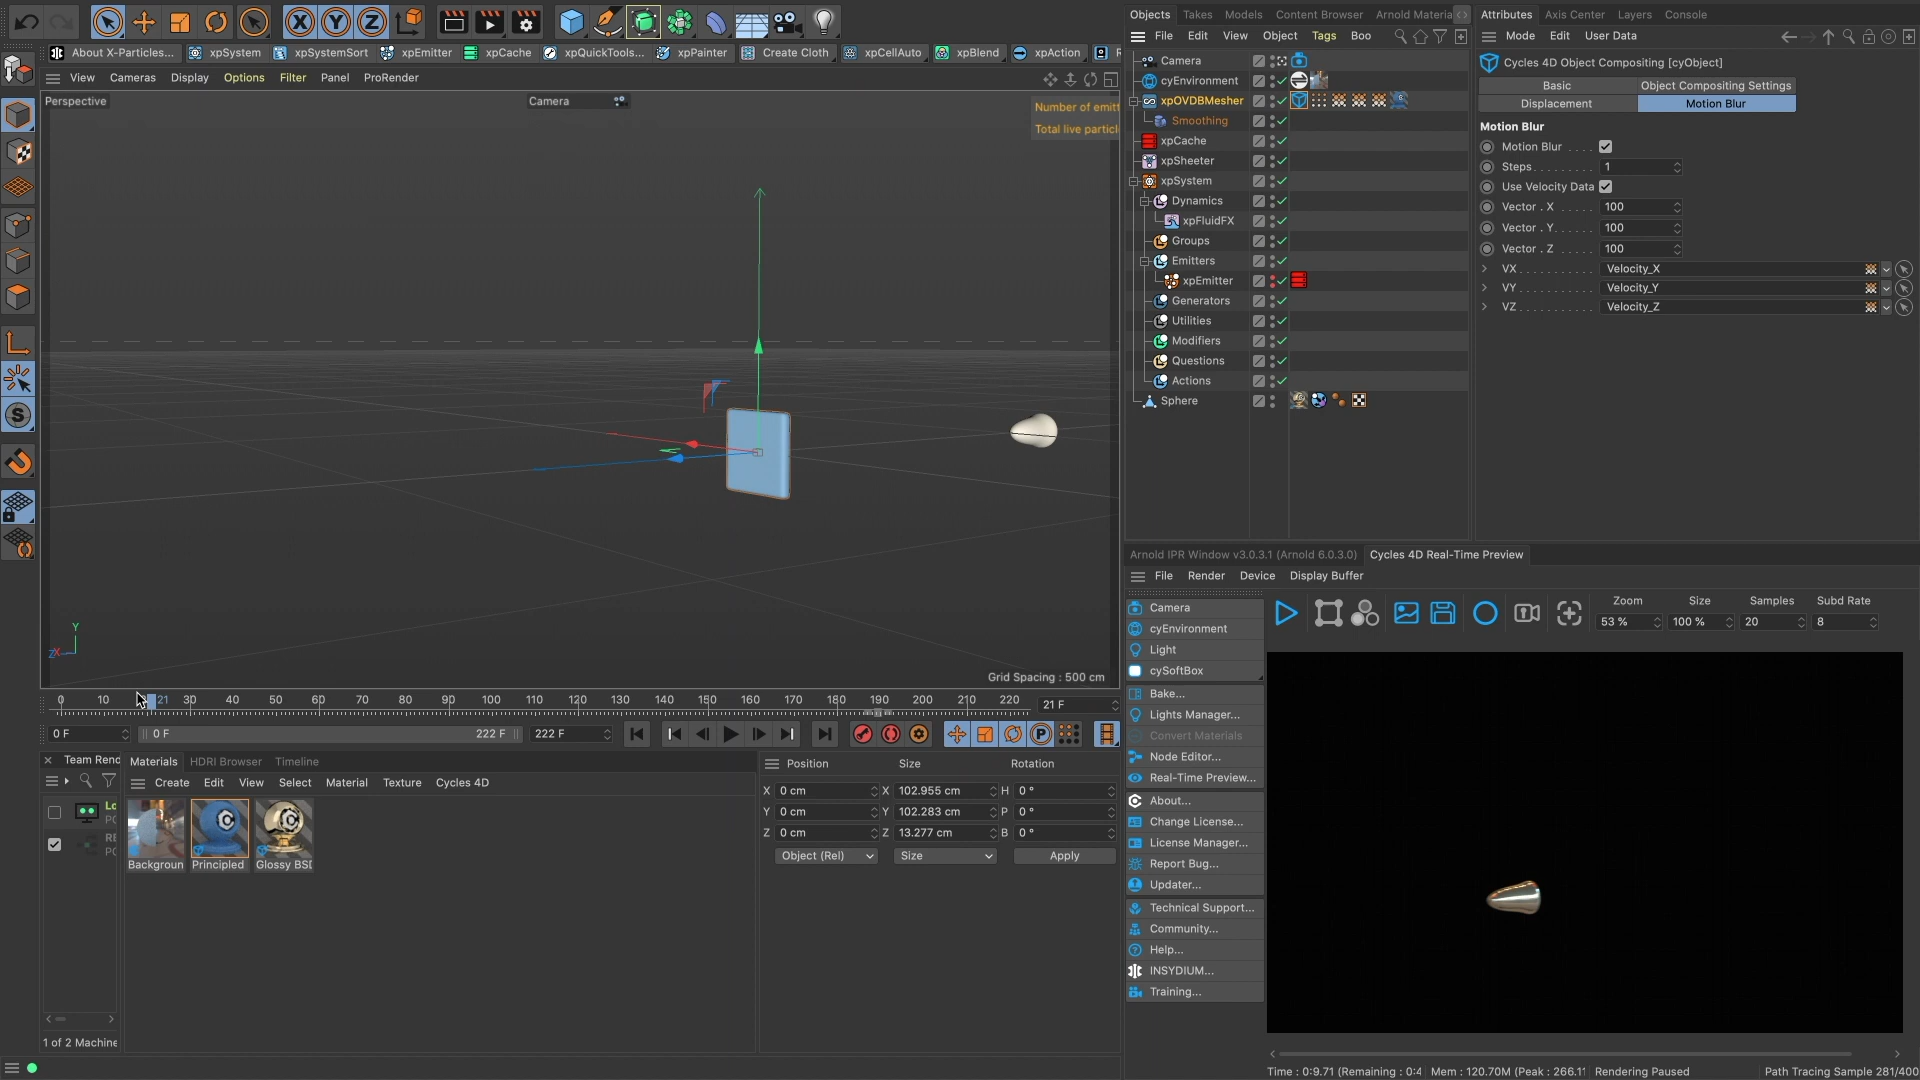 Objects Takes Models Content Browser Arnold Materia
Attributes Axis Center Layers Console
File Edit View Object Tags Boo
Mode Edit User Data
About X-Particles... xpSystem xpSystemSort xpEmitter xpCache xpQuickTools... xpPainter Create Cloth xpCellAuto xpBlend xpAction
View Cameras Display Options Filter Panel ProRender
Perspective
Camera
Number of emitt
Total live particl
Camera
cyEnvironment
xpOVDBMesher
Smoothing
xpCache
xpSheeter
xpSystem
Dynamics
xpFluidFX
Groups
Emitters
xpEmitter
Generators
Utilities
Modifiers
Questions
Actions
Sphere
Cycles 4D Object Compositing [cyObject]
Basic Object Compositing Settings
Displacement Motion Blur
Motion Blur
Motion Blur . . . .
Steps. . . . . . . . . 1
Use Velocity Data
Vector . X . . . . . 100
Vector . Y. . . . . . 100
Vector . Z . . . . . 100
VX . . . . . . . . . . . . Velocity_X
VY . . . . . . . . . . . . Velocity_Y
VZ . . . . . . . . . . . . Velocity_Z
Y
Z X
Grid Spacing : 500 cm
0 10 21 30 40 50 60 70 80 90 100 110 120 130 140 150 160 170 180 190 200 210 220 21 F
0 F 0 F 222 F 222 F
Team Rend
Materials HDRI Browser Timeline
Create Edit View Select Material Texture Cycles 4D
Backgroun Principled Glossy BSI
Lo
PC
RE
PC
1 of 2 Machine
Position Size Rotation
X 0 cm X 102.955 cm H 0 °
Y 0 cm Y 102.283 cm P 0 °
Z 0 cm Z 13.277 cm B 0 °
Object (Rel) Size Apply
Arnold IPR Window v3.0.3.1 (Arnold 6.0.3.0) Cycles 4D Real-Time Preview
File Render Device Display Buffer
Camera
cyEnvironment
Light
cySoftBox
Bake...
Lights Manager...
Convert Materials
Node Editor...
Real-Time Preview...
About...
Change License...
License Manager...
Report Bug...
Updater...
Technical Support...
Community...
Help...
INSYDIUM...
Training...
Zoom Size Samples Subd Rate
53 % 100 % 20 8
Time : 0:9.71 (Remaining : 0:4 Mem : 120.70M (Peak : 266.11 Rendering Paused Path Tracing Sample 281/400